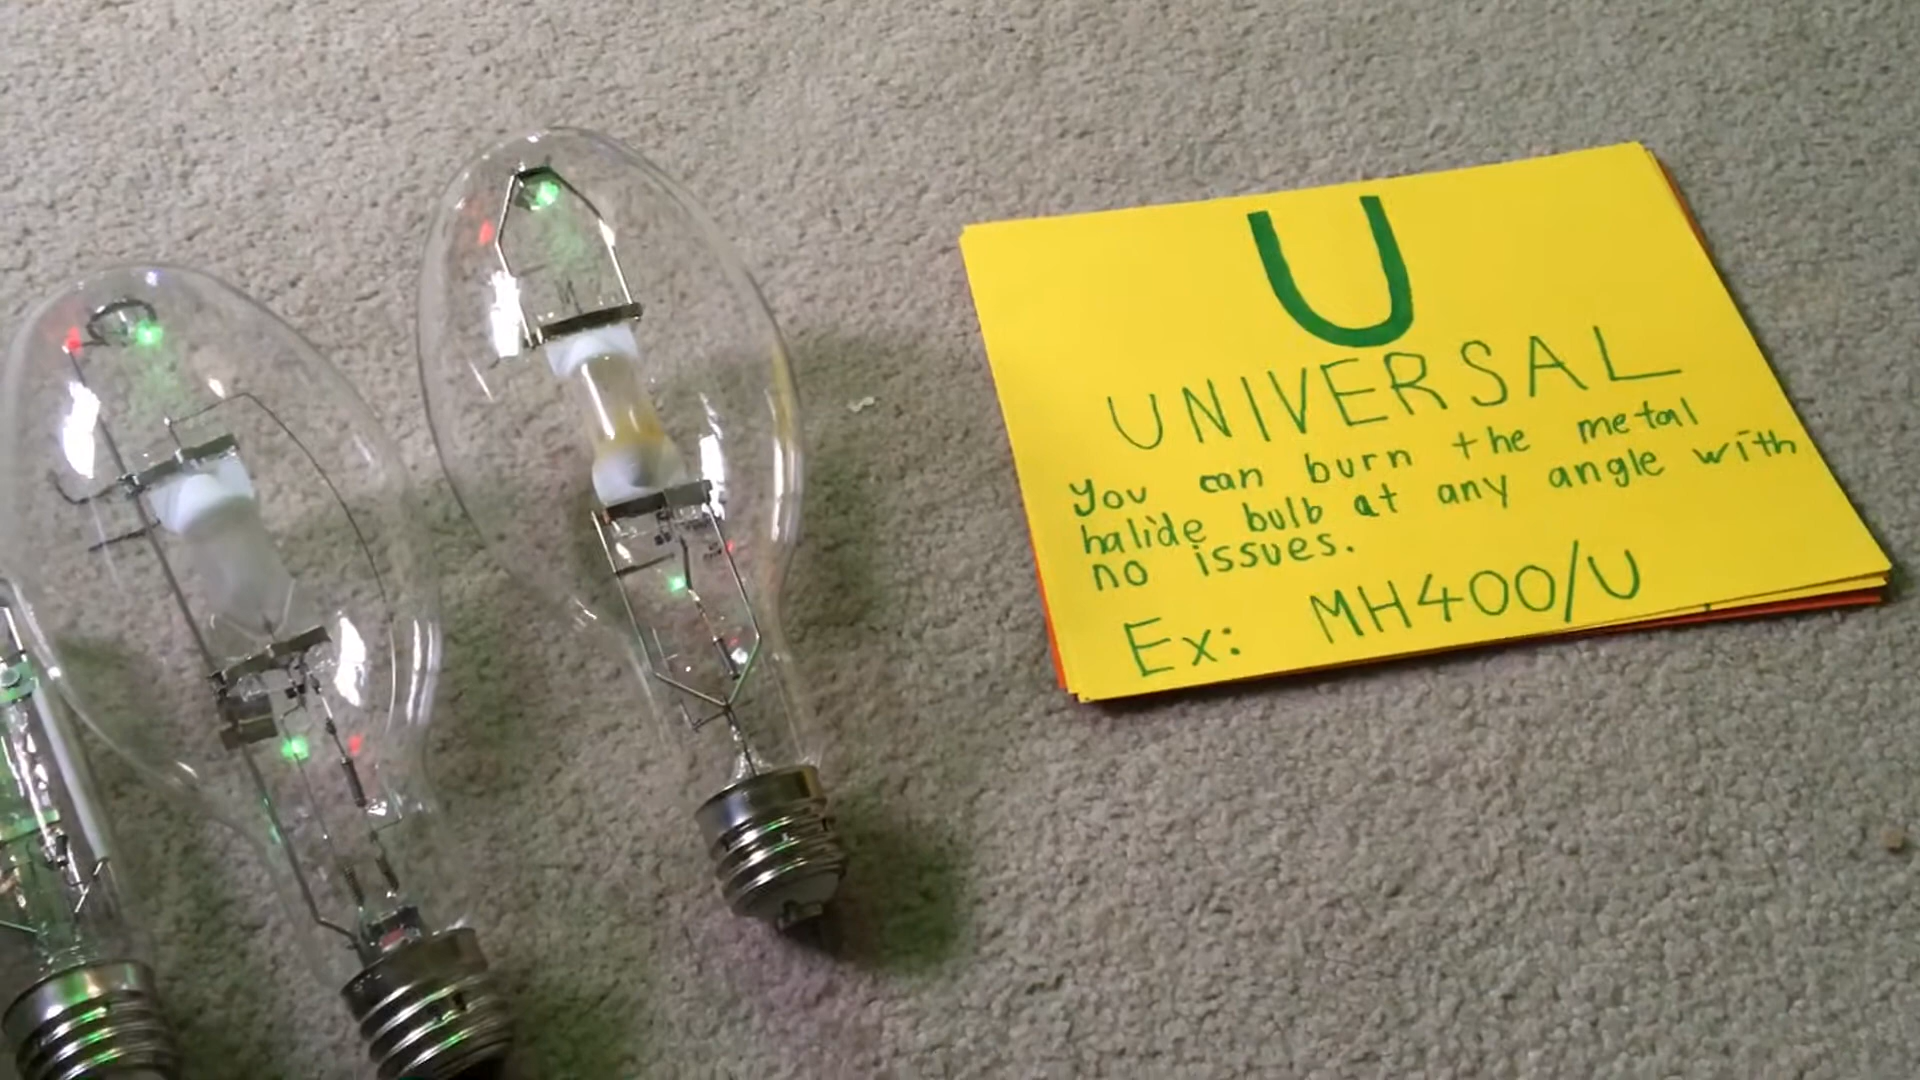 U
UNIVERSAL
You can burn the metal
halide bulb at any angle with
no issues.
Ex: MH400/U